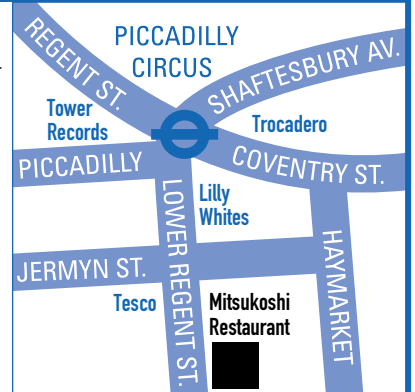 REGENT ST.
PICCADILLY
CIRCUS
SHAFTESBURY AV.
Tower
Records
Trocadero
PICCADILLY
COVENTRY ST.
Lilly
Whites
LOWER REGENT ST.
HAYMARKET
JERMYN ST.
Tesco
Mitsukoshi
Restaurant